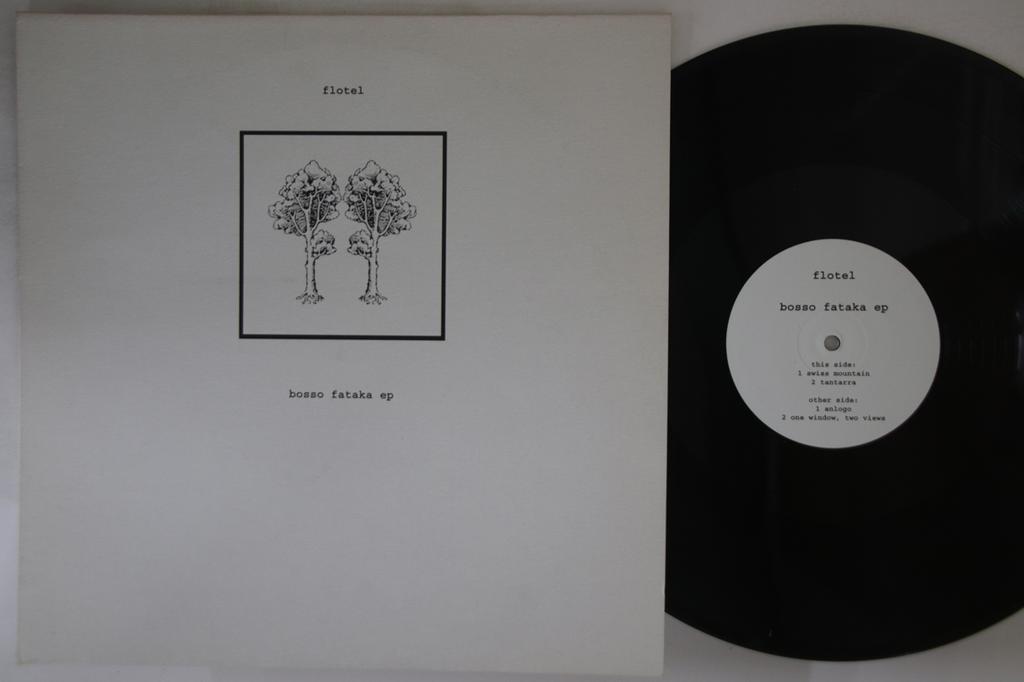 flotel
bosso fataka ep
flotel
bosso fataka ep
this side:
1 swiss mountain
2 tantarra
other side:
1 anlogo
2 one window, two views